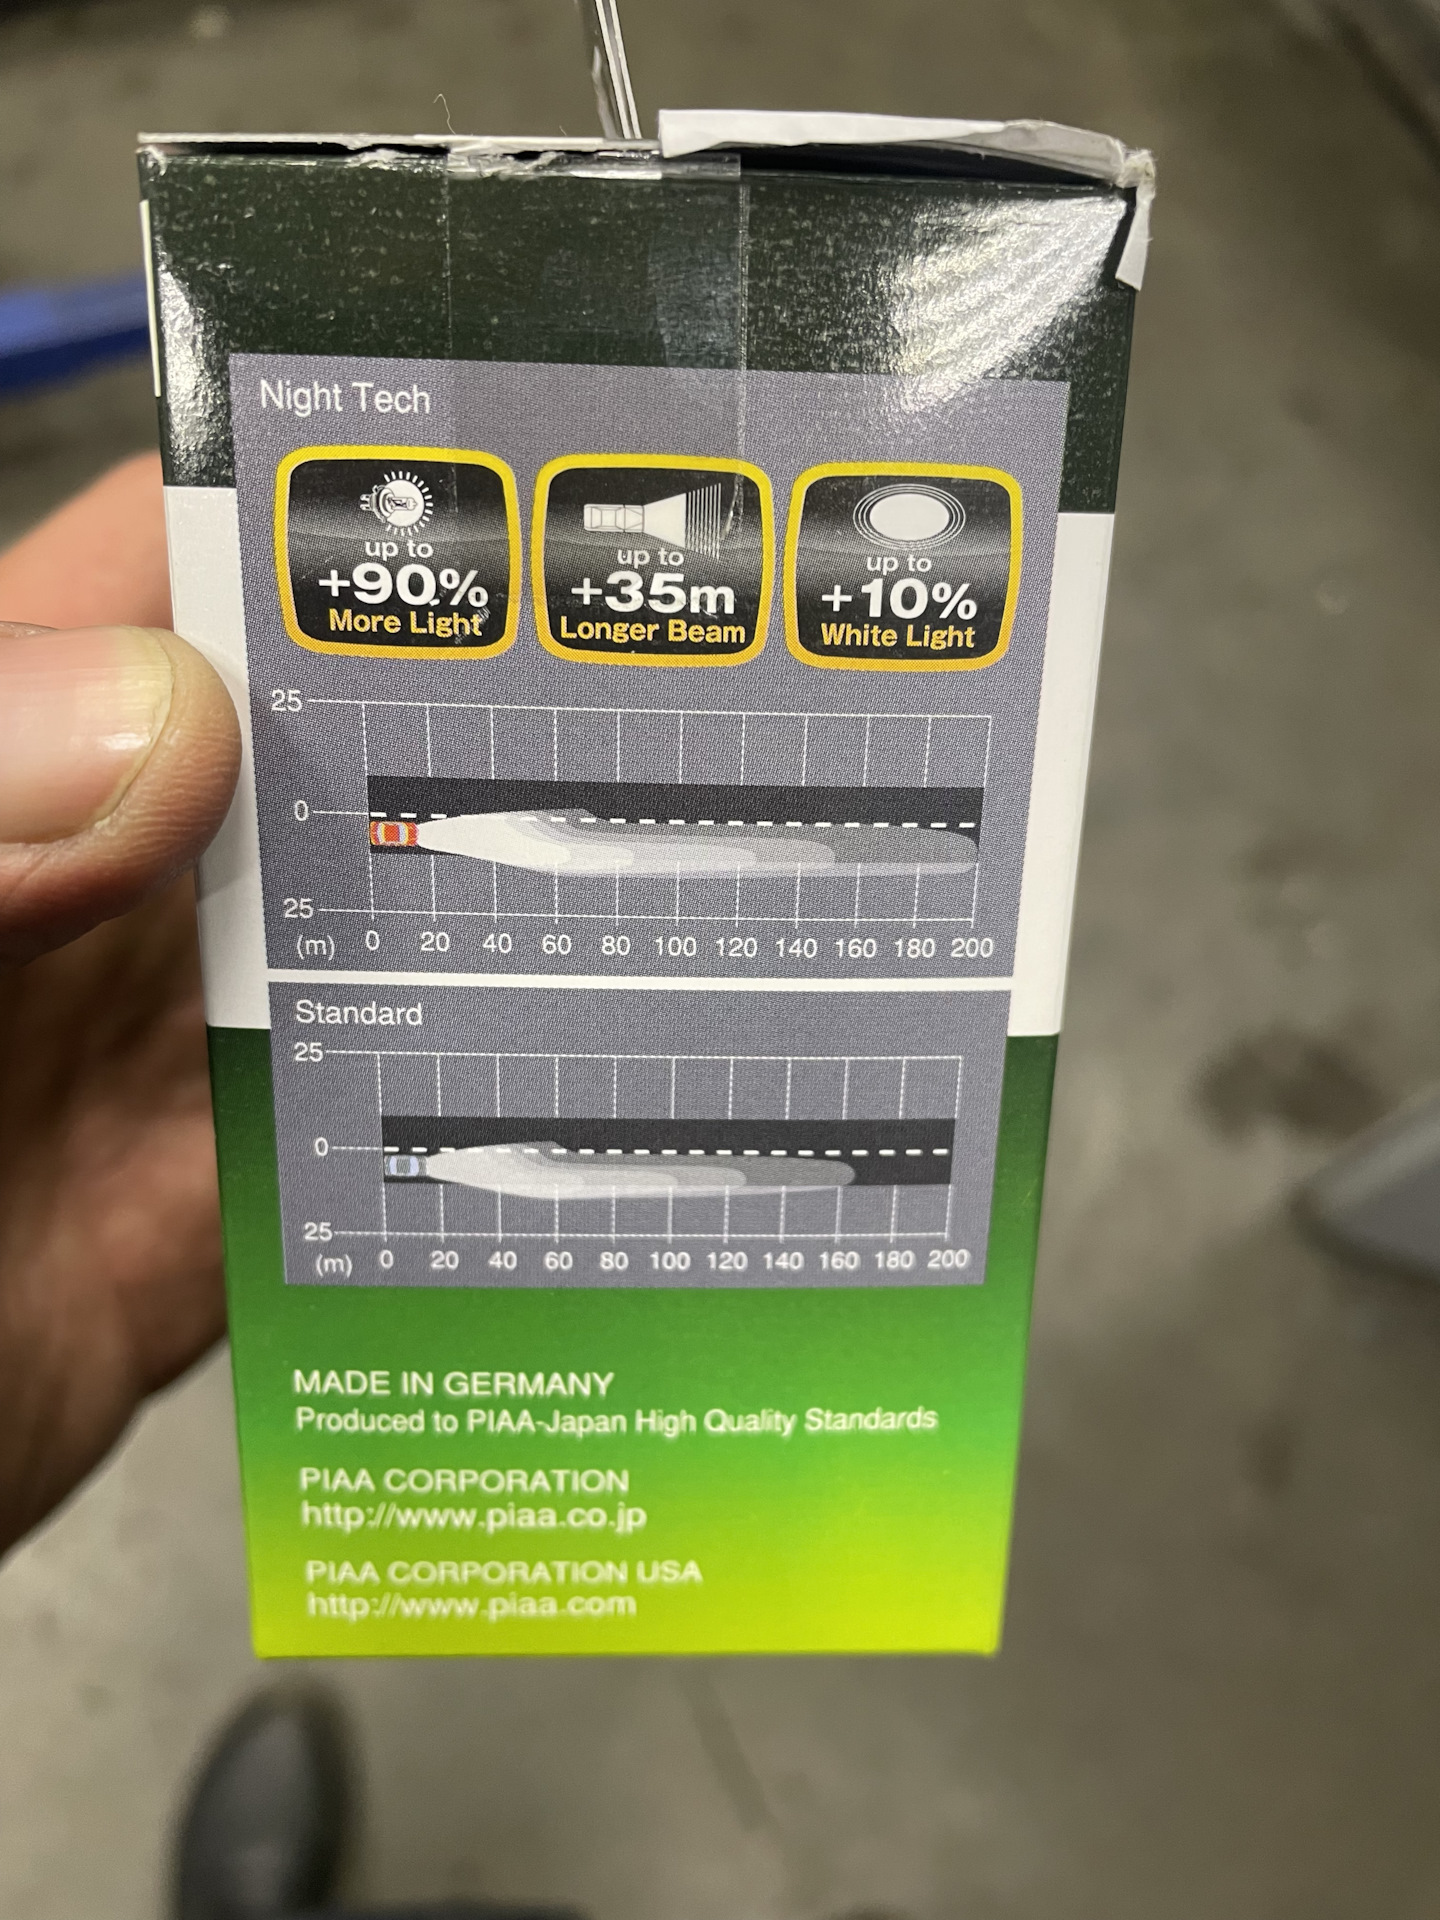 Night Tech
up to
+90%
More Light
up to
+35m
Longer Beam
up to
+10%
White Light
25
0
25
(m) 0 20 40 60 80 100 120 140 160 180 200
Standard
25
0
25
(m) 0 20 40 60 80 100 120 140 160 180 200
MADE IN GERMANY
Produced to PIAA-Japan High Quality Standards
PIAA CORPORATION
http://www.piaa.co.jp
PIAA CORPORATION USA
http://www.piaa.com